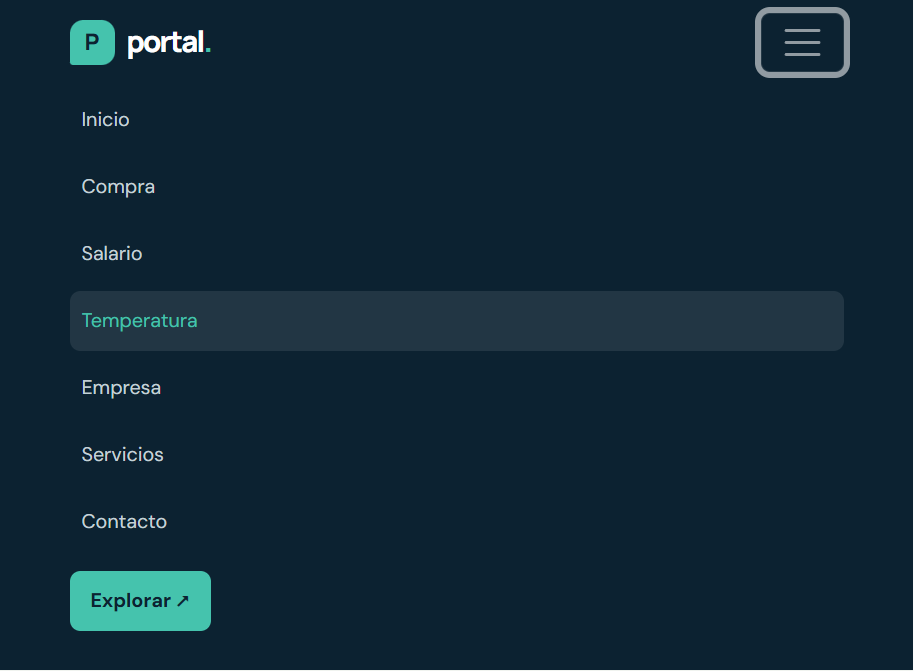 P portal.
Inicio
Compra
Salario
Temperatura
Empresa
Servicios
Contacto
Explorar ↗